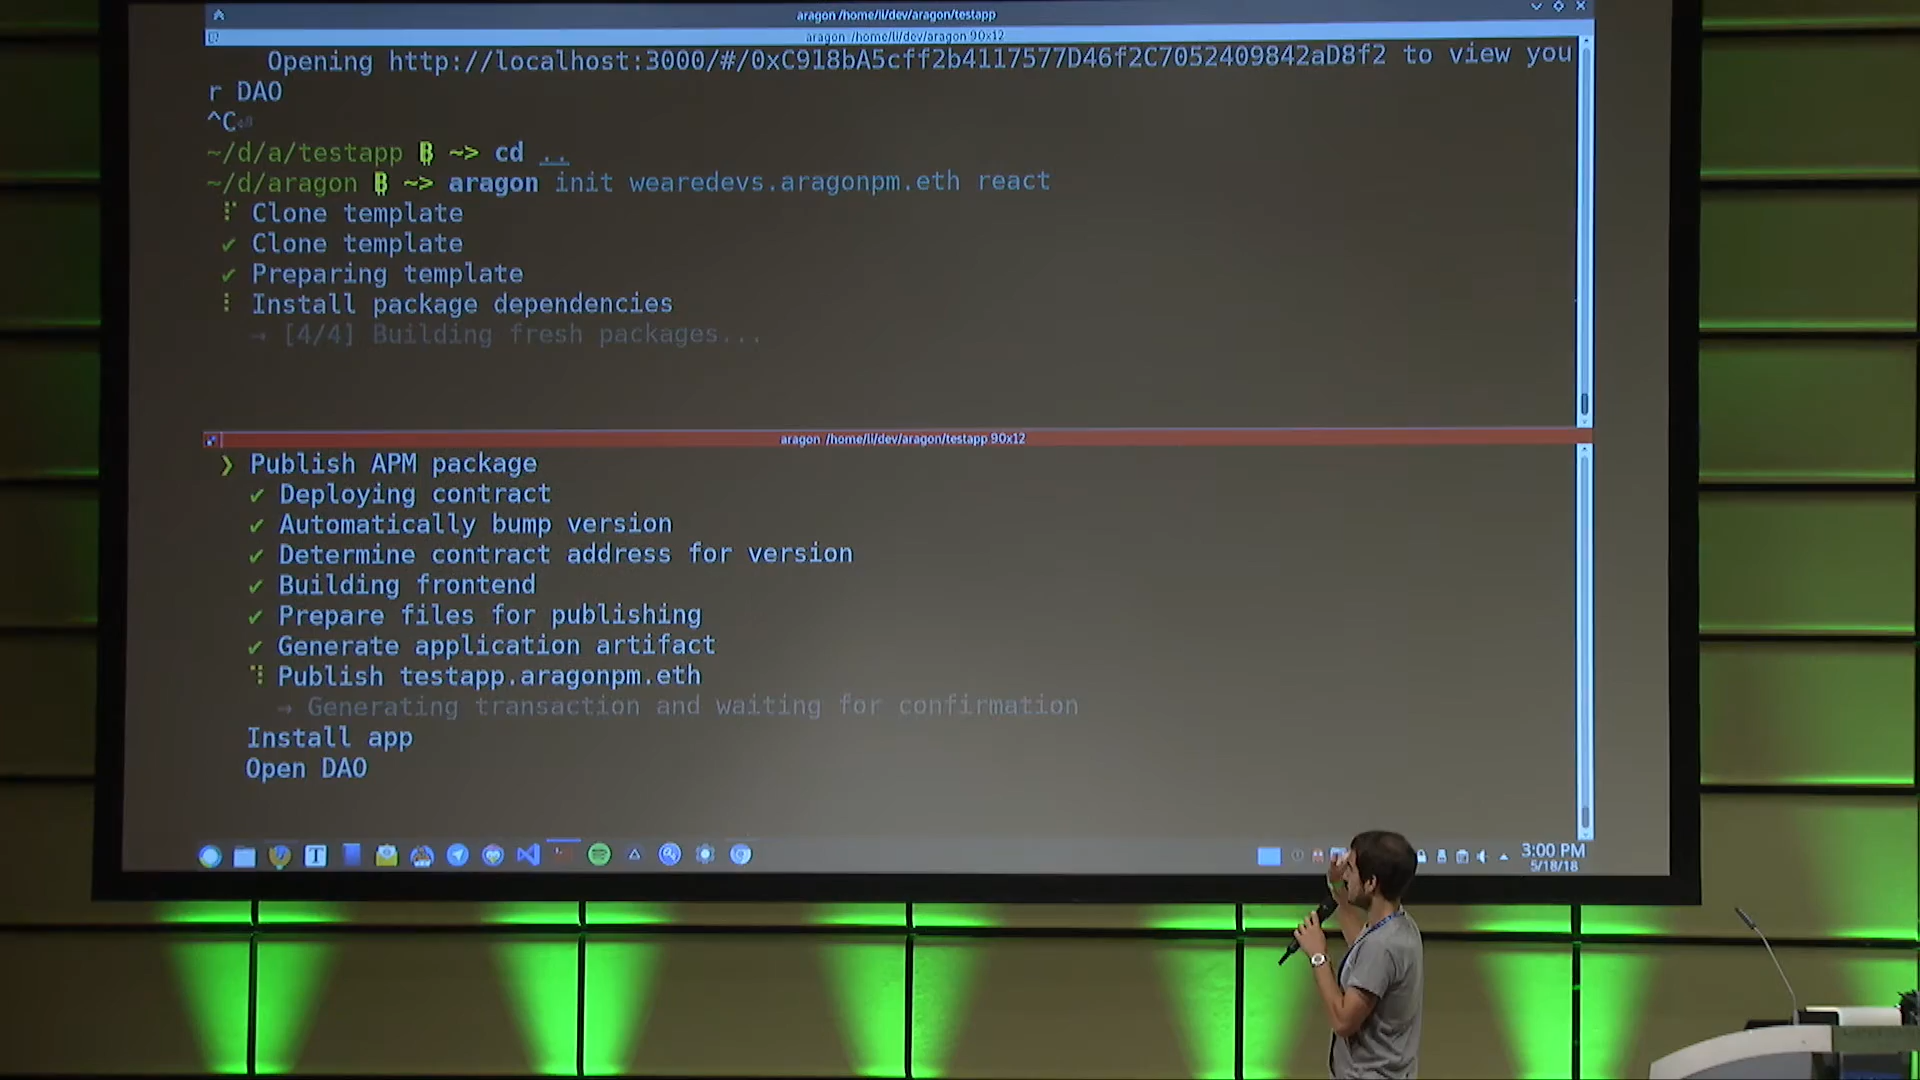 aragon /home/li/dev/aragon/testapp
aragon /home/li/dev/aragon 90x12
Opening http://localhost:3000/#/0xC918bA5cff2b4117577D46f2C7052409842aD8f2 to view you
r DAO
^C⏎
~/d/a/testapp ฿ ~> cd ..
~/d/aragon ฿ ~> aragon init wearedevs.aragonpm.eth react
Clone template
✔ Clone template
✔ Preparing template
Install package dependencies
→ [4/4] Building fresh packages...
aragon /home/li/dev/aragon/testapp 90x12
❯ Publish APM package
✔ Deploying contract
✔ Automatically bump version
✔ Determine contract address for version
✔ Building frontend
✔ Prepare files for publishing
✔ Generate application artifact
Publish testapp.aragonpm.eth
→ Generating transaction and waiting for confirmation
Install app
Open DAO
T
3:00 PM
5/18/18